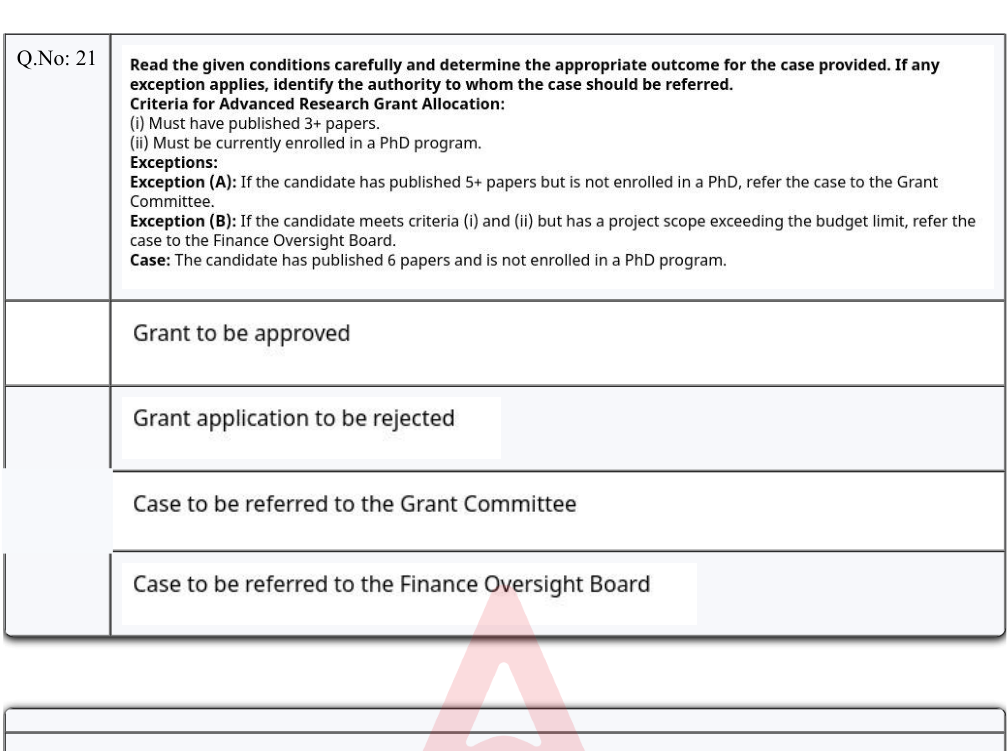 Q.No: 21
Read the given conditions carefully and determine the appropriate outcome for the case provided. If any
exception applies, identify the authority to whom the case should be referred.
Criteria for Advanced Research Grant Allocation:
(i) Must have published 3+ papers.
(ii) Must be currently enrolled in a PhD program.
Exceptions:
Exception (A): If the candidate has published 5+ papers but is not enrolled in a PhD, refer the case to the Grant
Committee.
Exception (B): If the candidate meets criteria (i) and (ii) but has a project scope exceeding the budget limit, refer the
case to the Finance Oversight Board.
Case: The candidate has published 6 papers and is not enrolled in a PhD program.
Grant to be approved
Grant application to be rejected
Case to be referred to the Grant Committee
Case to be referred to the Finance Oversight Board